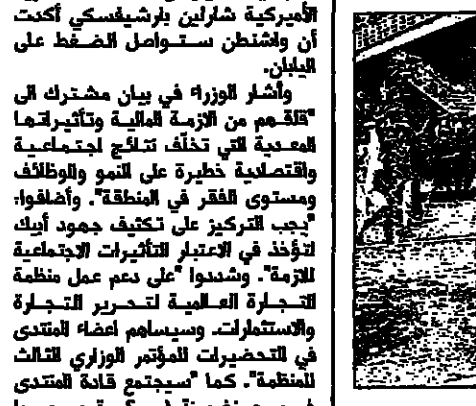 الأميركية شارلين بارشيفسكي أكدت
أن واشنطن ستواصل الضغط على
اليابان.
وأشار الوزراء في بيان مشترك الى
"قلقهم من الازمة المالية وتأثيراتها
المعدية التي تخلّف نتائج اجتماعية
واقتصادية خطيرة على النمو والوظائف
ومستوى الفقر في المنطقة". وأضافوا:
"يجب التركيز على تكثيف جهود أبيك
لتؤخذ في الاعتبار التأثيرات الاجتماعية
للازمة". وشددوا "على دعم عمل منظمة
التجارة العالمية لتحرير التجارة
والاستثمارات. وسيساهم اعضاء المنتدى
في التحضيرات للمؤتمر الوزاري الثالث
للمنظمة". كما "سيجتمع قادة المنتدى